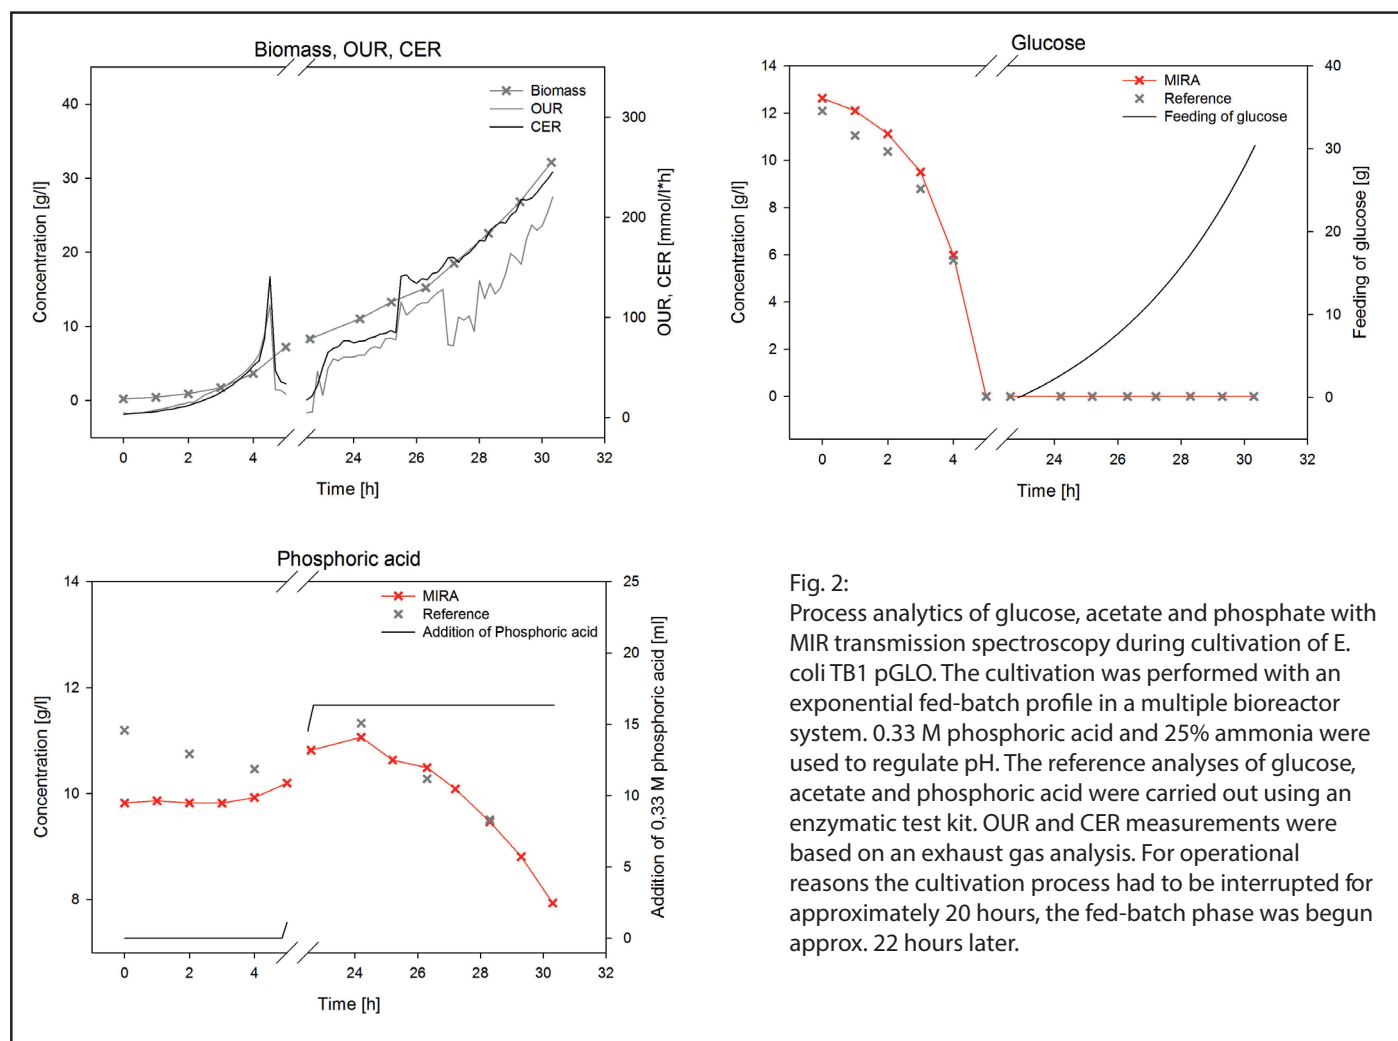 Biomass, OUR, CER
Concentration [g/l]
40
30
20
10
0
Biomass
OUR
CER
300
200
100
0
OUR, CER [mmol/l*h]
0 2 4 24 26 28 30 32
Time [h]
Glucose
Concentration [g/l]
14
12
10
8
6
4
2
0
MIRA
Reference
Feeding of glucose
40
30
20
10
0
Feeding of glucose [g]
0 2 4 24 26 28 30 32
Time [h]
Phosphoric acid
Concentration [g/l]
14
12
10
8
MIRA
Reference
Addition of Phosphoric acid
25
20
15
10
5
0
Addition of 0,33 M phosphoric acid [ml]
0 2 4 24 26 28 30 32
Time [h]
Fig. 2:
Process analytics of glucose, acetate and phosphate with
MIR transmission spectroscopy during cultivation of E.
coli TB1 pGLO. The cultivation was performed with an
exponential fed-batch profile in a multiple bioreactor
system. 0.33 M phosphoric acid and 25% ammonia were
used to regulate pH. The reference analyses of glucose,
acetate and phosphoric acid were carried out using an
enzymatic test kit. OUR and CER measurements were
based on an exhaust gas analysis. For operational
reasons the cultivation process had to be interrupted for
approximately 20 hours, the fed-batch phase was begun
approx. 22 hours later.